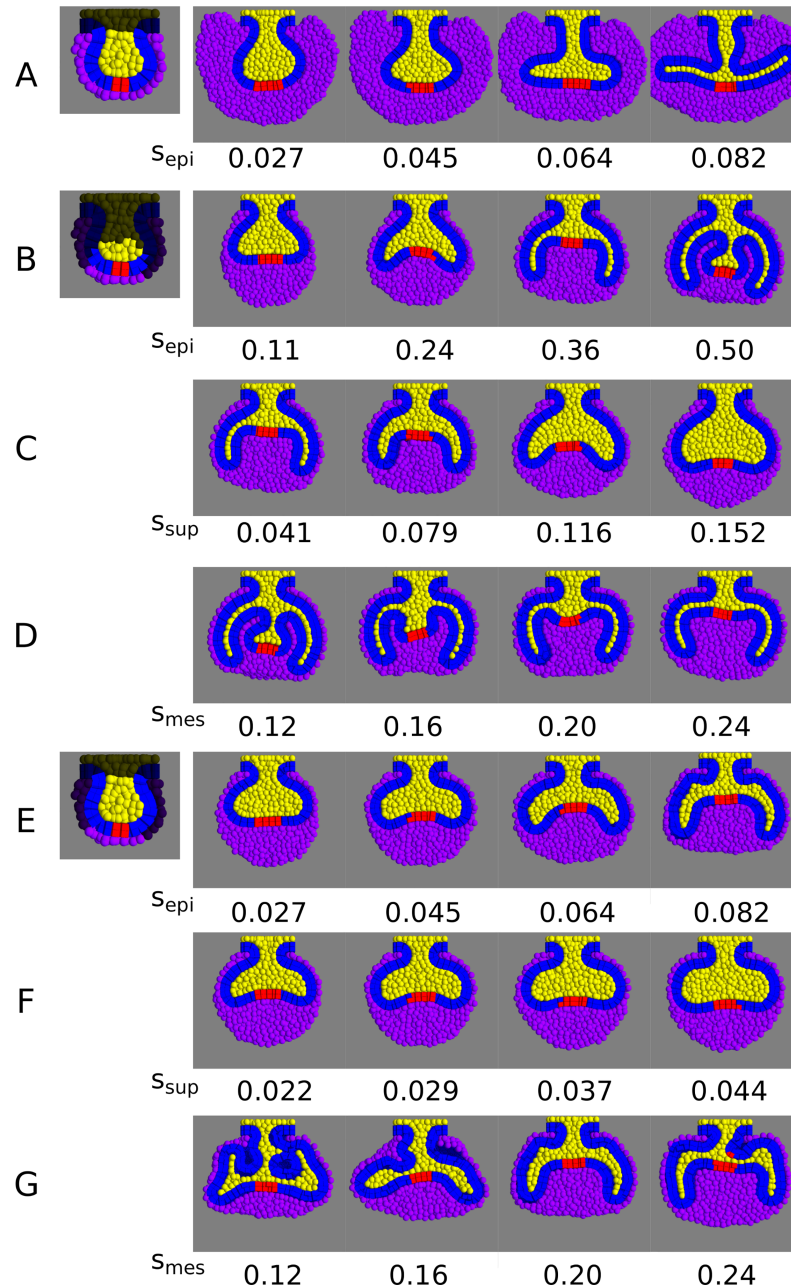 A
s_epi 0.027 0.045 0.064 0.082
B
s_epi 0.11 0.24 0.36 0.50
C
s_sup 0.041 0.079 0.116 0.152
D
s_mes 0.12 0.16 0.20 0.24
E
s_epi 0.027 0.045 0.064 0.082
F
s_sup 0.022 0.029 0.037 0.044
G
s_mes 0.12 0.16 0.20 0.24